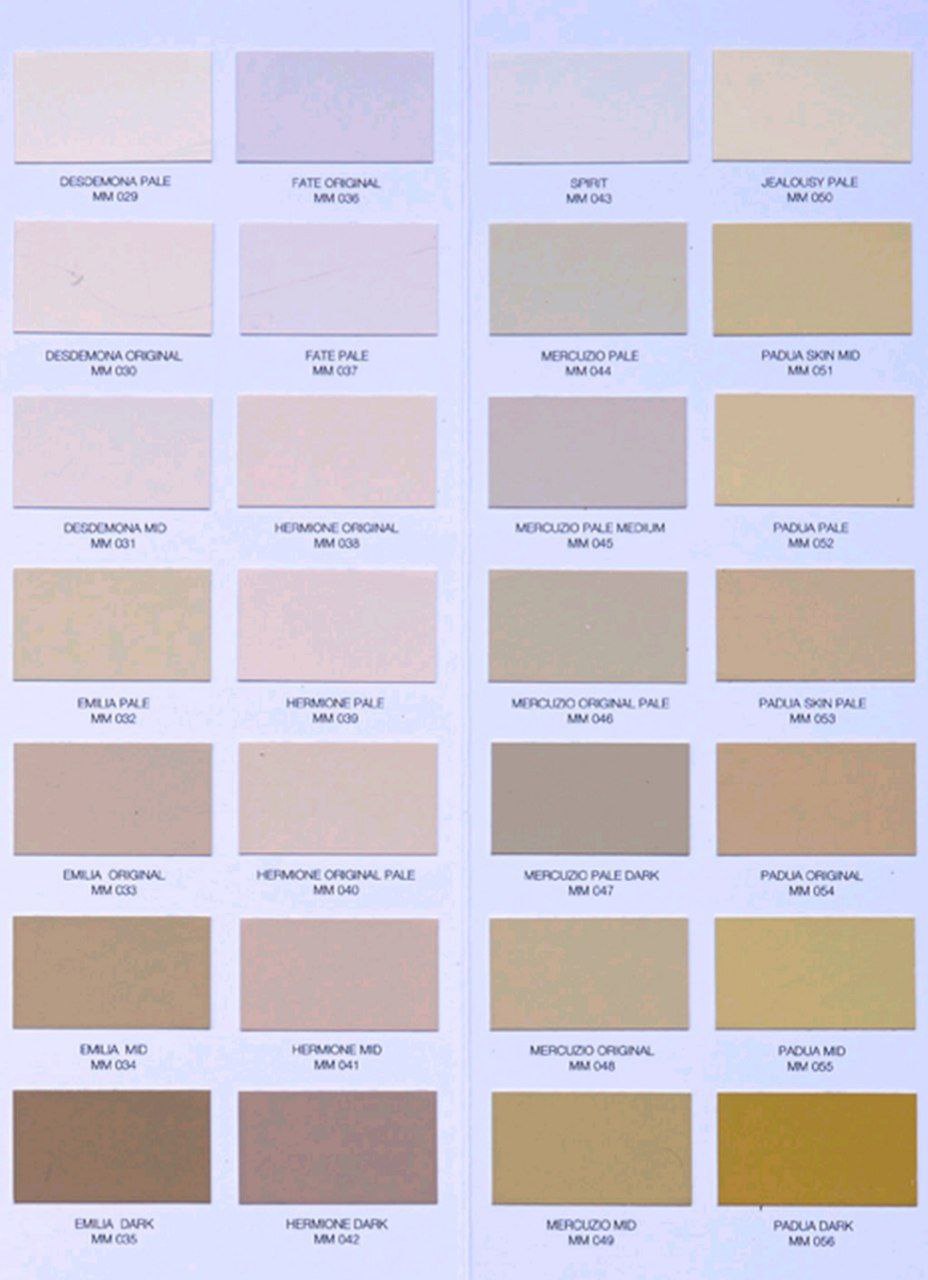 DESDEMONA PALE
MM 029
DESDEMONA ORIGINAL
MM 030
DESDEMONA MID
MM 031
EMILIA PALE
MM 032
EMILIA ORIGINAL
MM 033
EMILIA MID
MM 034
EMILIA DARK
MM 035
FATE ORIGINAL
MM 036
FATE PALE
MM 037
HERMIONE ORIGINAL
MM 038
HERMIONE PALE
MM 039
HERMIONE ORIGINAL PALE
MM 040
HERMIONE MID
MM 041
HERMIONE DARK
MM 042
SPIRIT
MM 043
MERCUZIO PALE
MM 044
MERCUZIO PALE MEDIUM
MM 045
MERCUZIO ORIGINAL PALE
MM 046
MERCUZIO PALE DARK
MM 047
MERCUZIO ORIGINAL
MM 048
MERCUZIO MID
MM 049
JEALOUSY PALE
MM 050
PADUA SKIN MID
MM 051
PADUA PALE
MM 052
PADUA SKIN PALE
MM 053
PADUA ORIGINAL
MM 054
PADUA MID
MM 055
PADUA DARK
MM 056